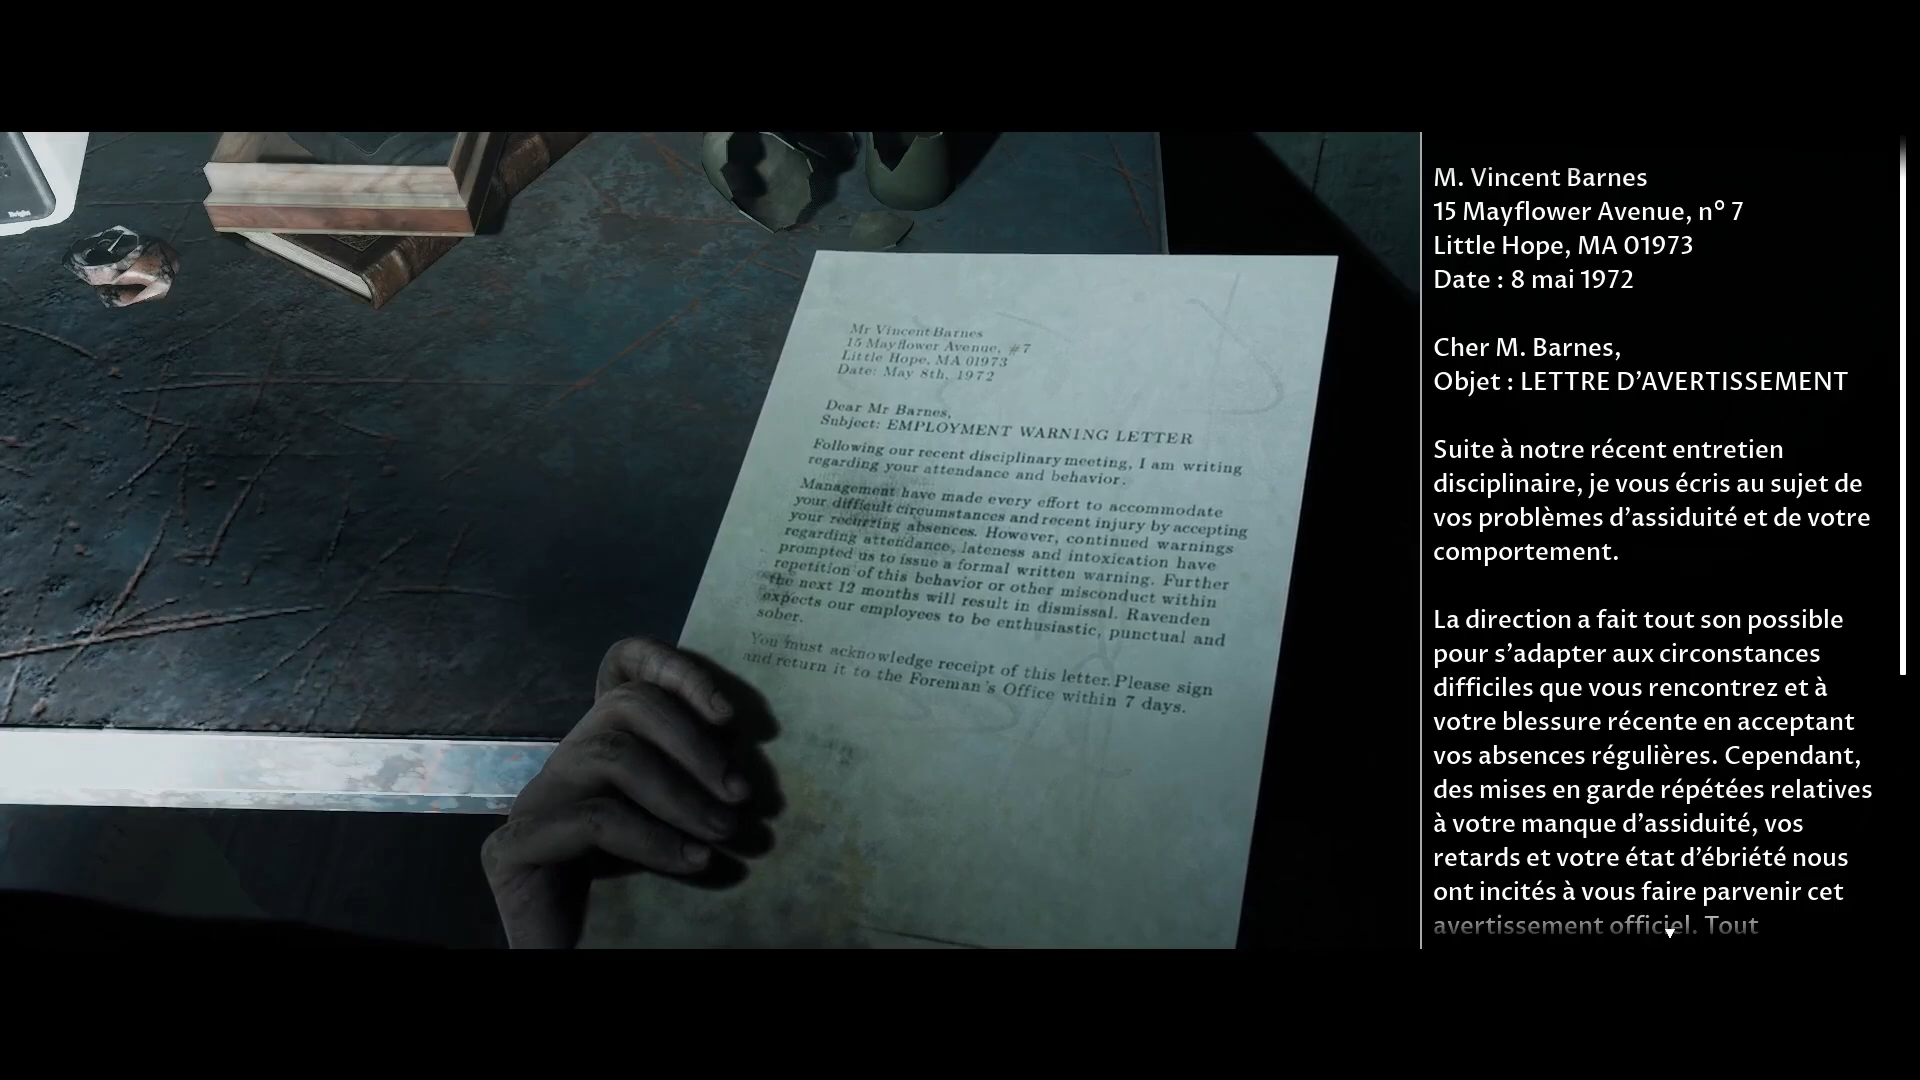 Bright
Mr Vincent Barnes
15 Mayflower Avenue, #7
Little Hope, MA 01973
Date: May 8th, 1972
Dear Mr Barnes,
Subject: EMPLOYMENT WARNING LETTER
Following our recent disciplinary meeting, I am writing
regarding your attendance and behavior.
Management have made every effort to accommodate
your difficult circumstances and recent injury by accepting
your recurring absences. However, continued warnings
regarding attendance, lateness and intoxication have
prompted us to issue a formal written warning. Further
repetition of this behavior or other misconduct within
the next 12 months will result in dismissal. Ravenden
expects our employees to be enthusiastic, punctual and
sober.
You must acknowledge receipt of this letter. Please sign
and return it to the Foreman's Office within 7 days.
M. Vincent Barnes
15 Mayflower Avenue, n° 7
Little Hope, MA 01973
Date : 8 mai 1972
Cher M. Barnes,
Objet : LETTRE D’AVERTISSEMENT
Suite à notre récent entretien
disciplinaire, je vous écris au sujet de
vos problèmes d’assiduité et de votre
comportement.
La direction a fait tout son possible
pour s’adapter aux circonstances
difficiles que vous rencontrez et à
votre blessure récente en acceptant
vos absences régulières. Cependant,
des mises en garde répétées relatives
à votre manque d’assiduité, vos
retards et votre état d’ébriété nous
ont incités à vous faire parvenir cet
avertissement officiel. Tout